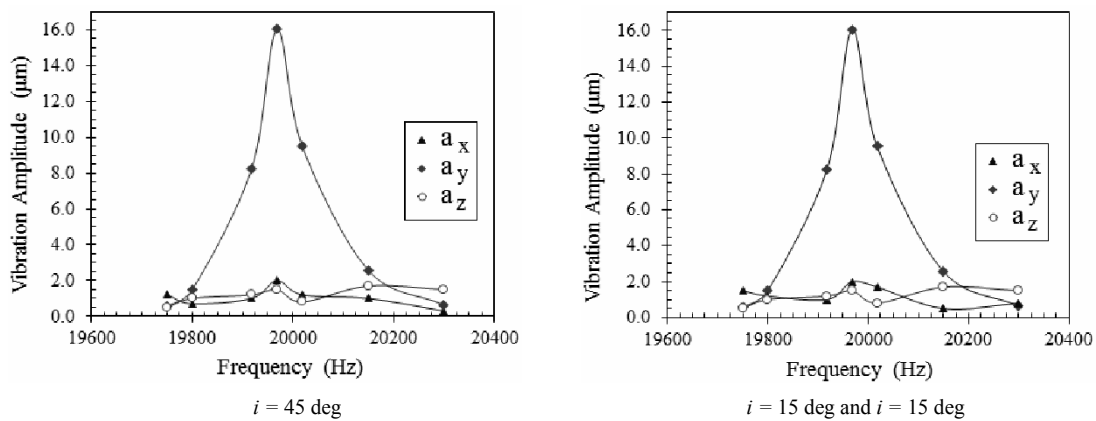 16.0
14.0
12.0
10.0
8.0
6.0
4.0
2.0
0.0
Vibration Amplitude (μm)
a x
a y
a z
19600 19800 20000 20200 20400
Frequency (Hz)
i = 45 deg
16.0
14.0
12.0
10.0
8.0
6.0
4.0
2.0
0.0
Vibration Amplitude (μm)
a x
a y
a z
19600 19800 20000 20200 20400
Frequency (Hz)
i = 15 deg and i = 15 deg